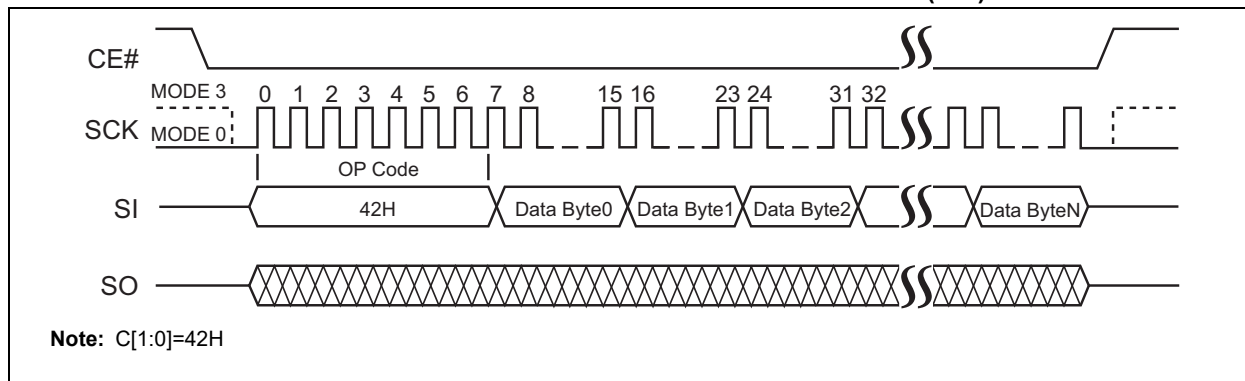 CE#
MODE 3
0 1 2 3 4 5 6 7 8 15 16 23 24 31 32
SCK
MODE 0
OP Code
SI
42H
Data Byte0
Data Byte1
Data Byte2
Data ByteN
SO
Note: C[1:0]=42H